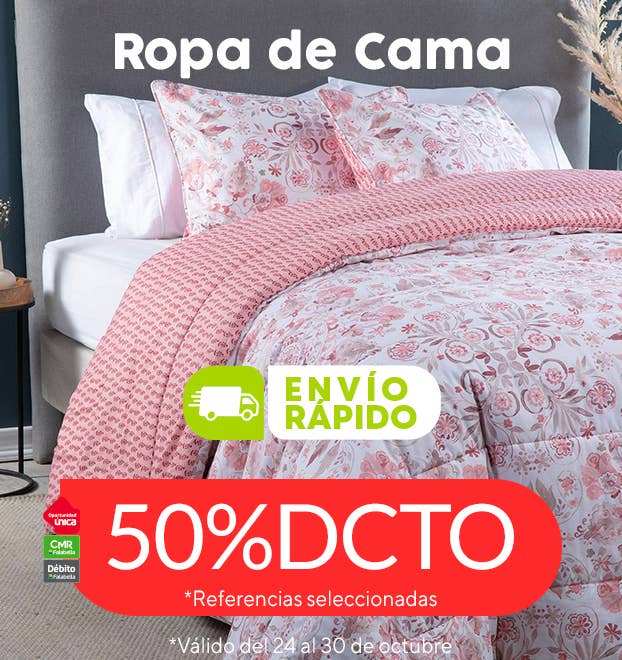 Ropa de Cama
ENVÍO
RÁPIDO
Oportunidad
única
CMR
Falabella
Débito
Falabella
50%DCTO
*Referencias seleccionadas
*Válido del 24 al 30 de octubre